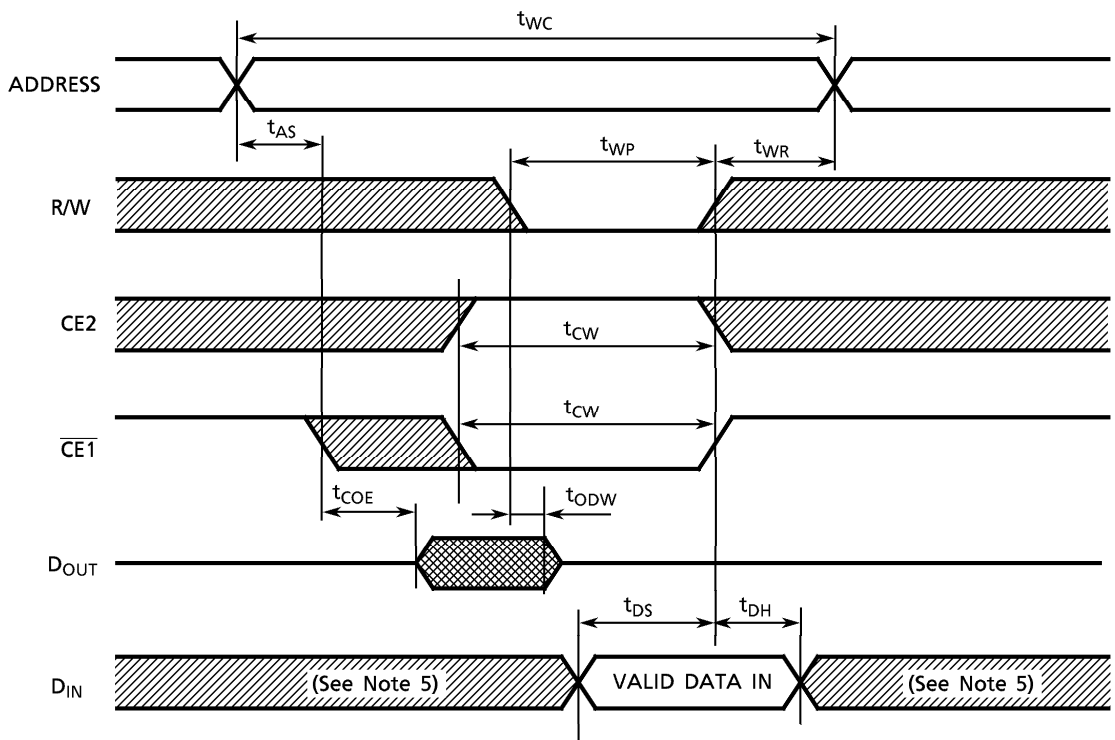 tWC
ADDRESS
tAS
tWP
tWR
R/W
CE2
tCW
tCW
CE1
tCOE
tODW
DOUT
tDS
tDH
DIN
(See Note 5)
VALID DATA IN
(See Note 5)